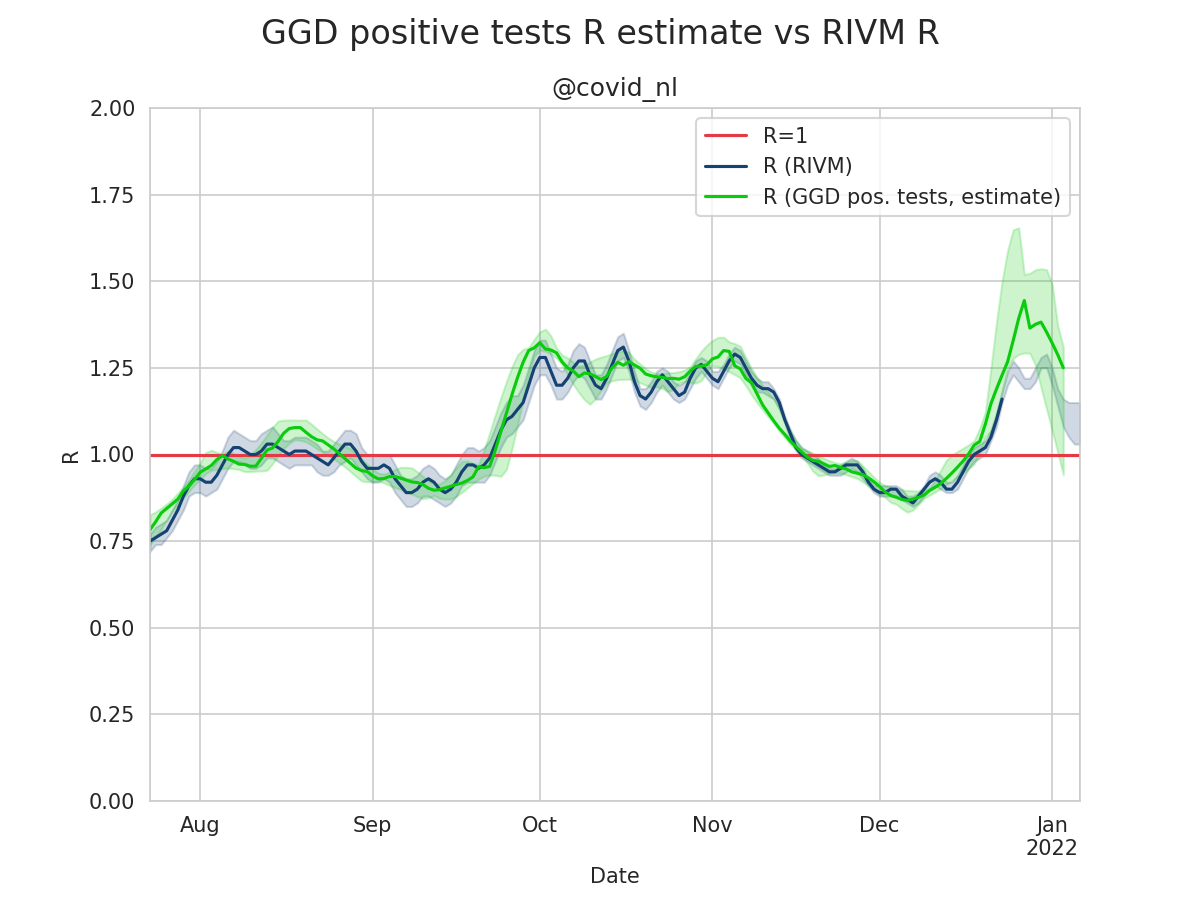 GGD positive tests R estimate vs RIVM R
@covid_nl
2.00
1.75
1.50
1.25
1.00
0.75
0.50
0.25
0.00
R
R=1
R (RIVM)
R (GGD pos. tests, estimate)
Aug
Sep
Oct
Nov
Dec
Jan
2022
Date